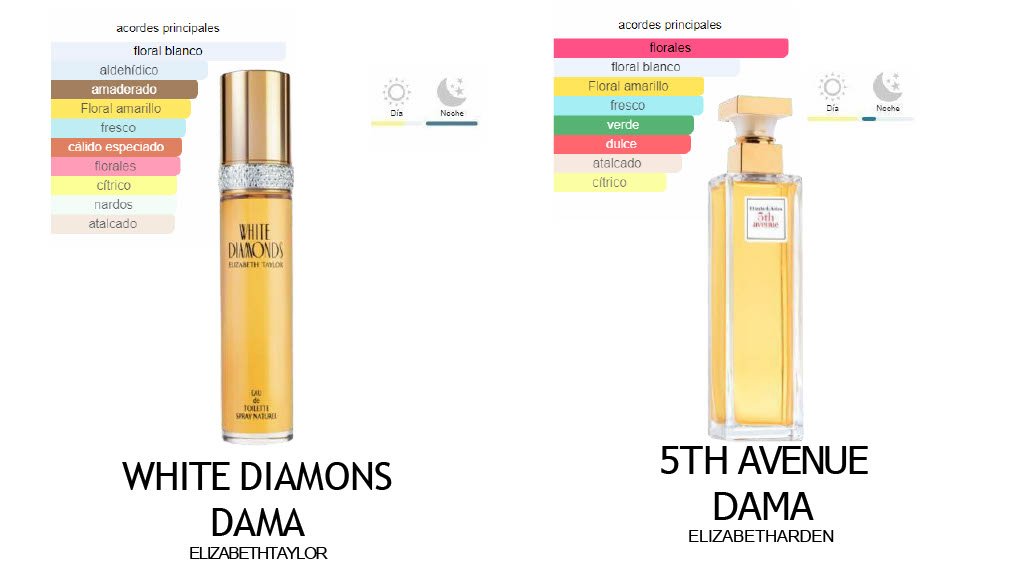 acordes principales
floral blanco
aldehídico
amaderado
Floral amarillo
fresco
cálido especiado
florales
cítrico
nardos
atalcado
Día
Noche
WHITE
DIAMONDS
ELIZABETH TAYLOR
EAU
de
TOILETTE
SPRAY NATUREL
WHITE DIAMONS
DAMA
ELIZABETHTAYLOR
acordes principales
florales
floral blanco
Floral amarillo
fresco
verde
dulce
atalcado
cítrico
Día
Noche
Elizabeth Arden
5th
avenue
5TH AVENUE
DAMA
ELIZABETHARDEN